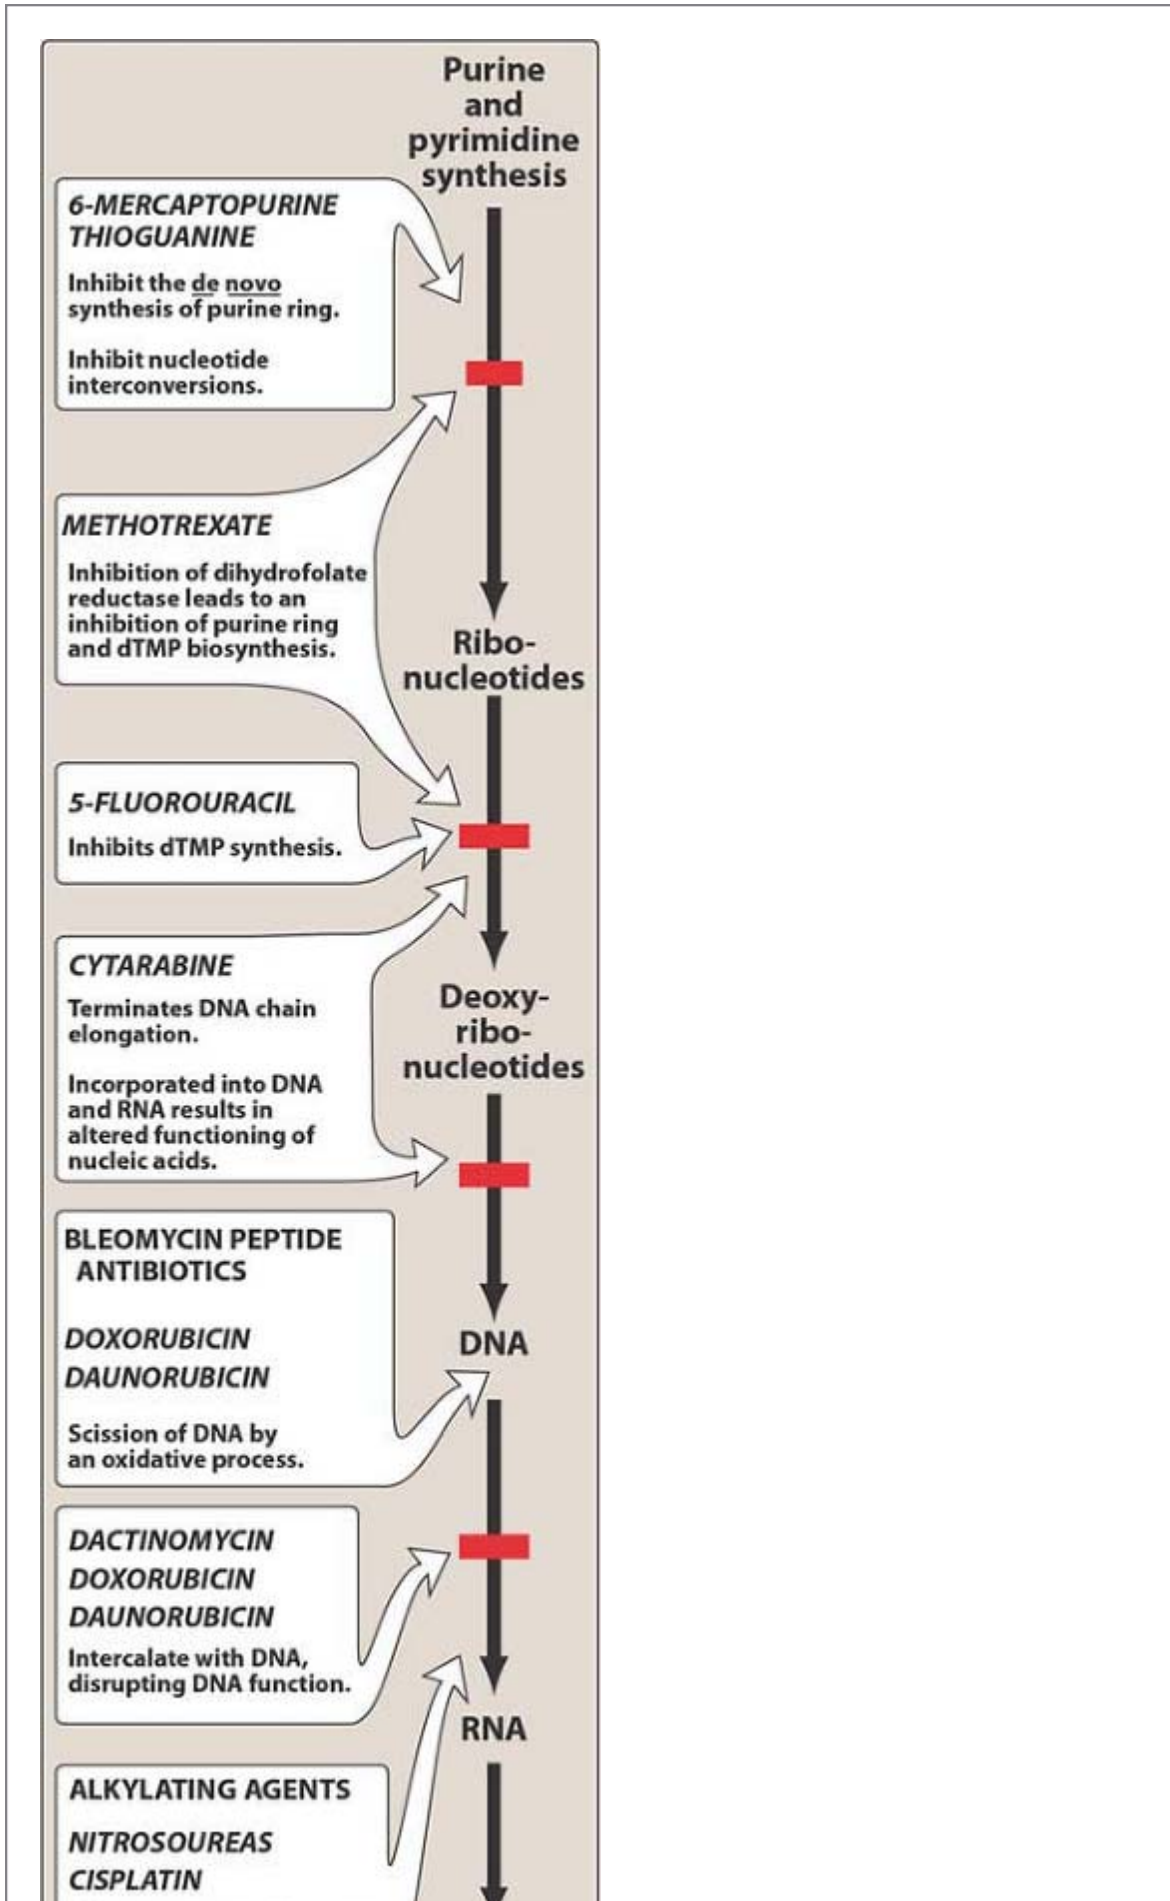 Purine
and
pyrimidine
synthesis
6-MERCAPTOPURINE
THIOGUANINE
Inhibit the de novo
synthesis of purine ring.
Inhibit nucleotide
interconversions.
METHOTREXATE
Inhibition of dihydrofolate
reductase leads to an
inhibition of purine ring
and dTMP biosynthesis.
Ribo-
nucleotides
5-FLUOROURACIL
Inhibits dTMP synthesis.
CYTARABINE
Terminates DNA chain
elongation.
Incorporated into DNA
and RNA results in
altered functioning of
nucleic acids.
Deoxy-
ribo-
nucleotides
BLEOMYCIN PEPTIDE
ANTIBIOTICS
DOXORUBICIN
DAUNORUBICIN
Scission of DNA by
an oxidative process.
DNA
DACTINOMYCIN
DOXORUBICIN
DAUNORUBICIN
Intercalate with DNA,
disrupting DNA function.
RNA
ALKYLATING AGENTS
NITROSOUREAS
CISPLATIN